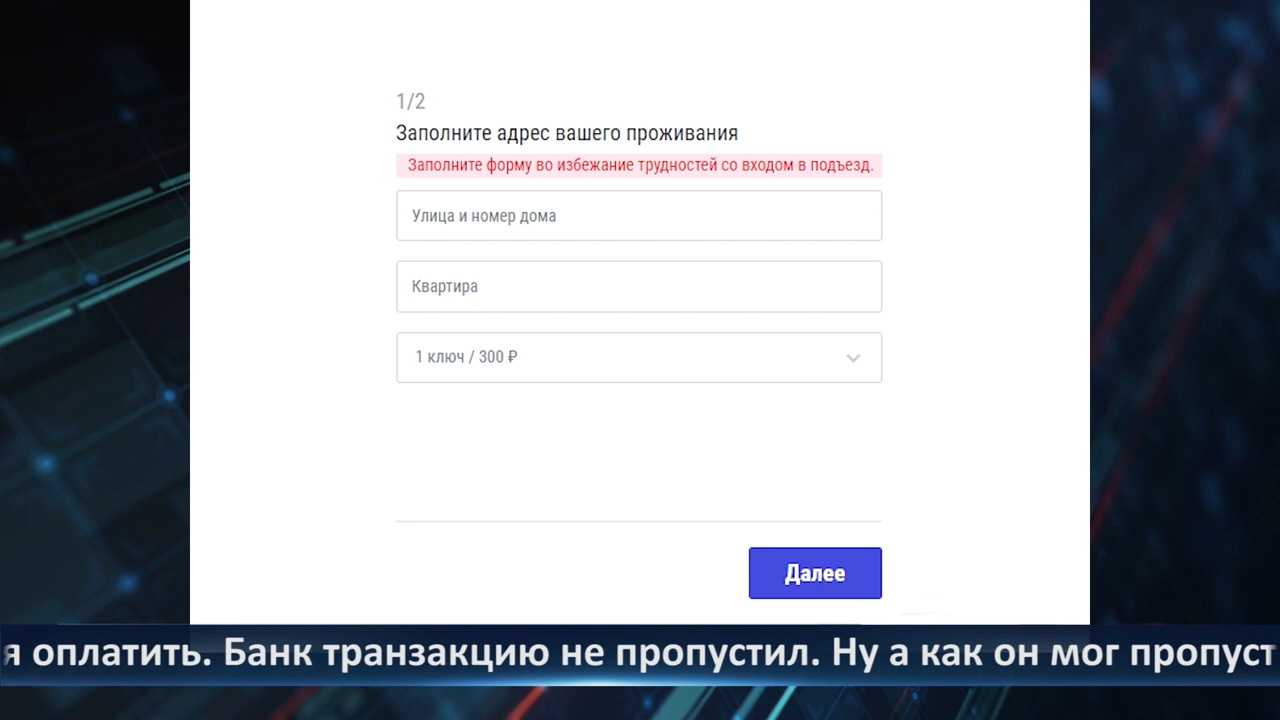 1/2
Заполните адрес вашего проживания
Заполните форму во избежание трудностей со входом в подъезд.
Улица и номер дома
Квартира
1 ключ / 300 ₽
Далее
я оплатить. Банк транзакцию не пропустил. Ну а как он мог пропуст